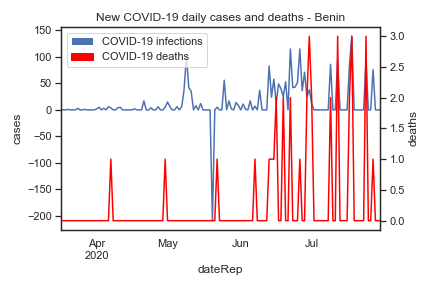 New COVID-19 daily cases and deaths - Benin
COVID-19 infections
COVID-19 deaths
150
100
50
0
−50
−100
−150
−200
cases
3.0
2.5
2.0
1.5
1.0
0.5
0.0
deaths
Apr
2020
May
Jun
Jul
dateRep